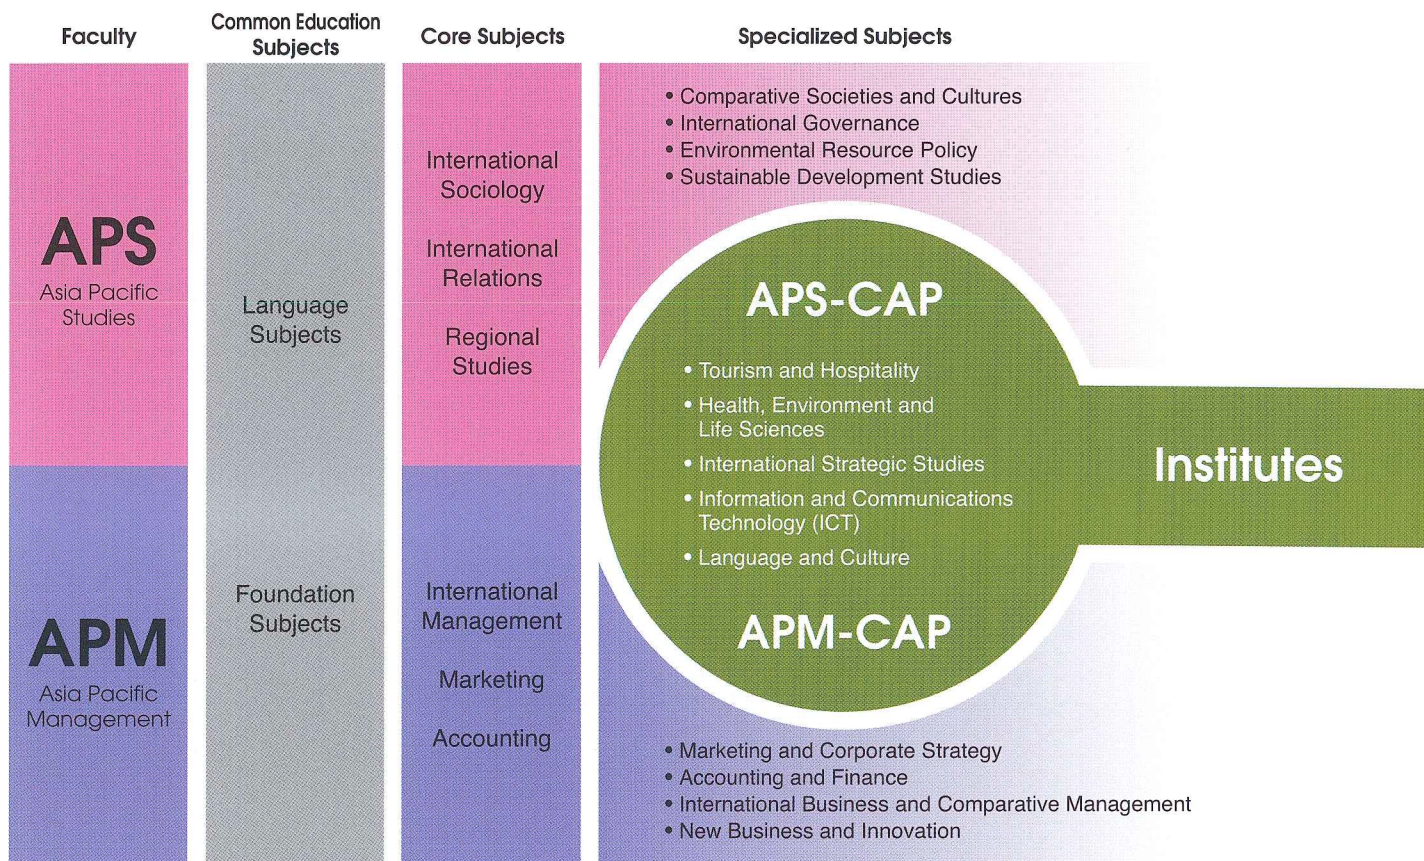 Faculty
Common Education
Subjects
Core Subjects
Specialized Subjects
APS
Asia Pacific
Studies
APM
Asia Pacific
Management
Language
Subjects
Foundation
Subjects
International
Sociology
International
Relations
Regional
Studies
International
Management
Marketing
Accounting
• Comparative Societies and Cultures
• International Governance
• Environmental Resource Policy
• Sustainable Development Studies
APS-CAP
• Tourism and Hospitality
• Health, Environment and
Life Sciences
• International Strategic Studies
• Information and Communications
Technology (ICT)
• Language and Culture
APM-CAP
Institutes
• Marketing and Corporate Strategy
• Accounting and Finance
• International Business and Comparative Management
• New Business and Innovation